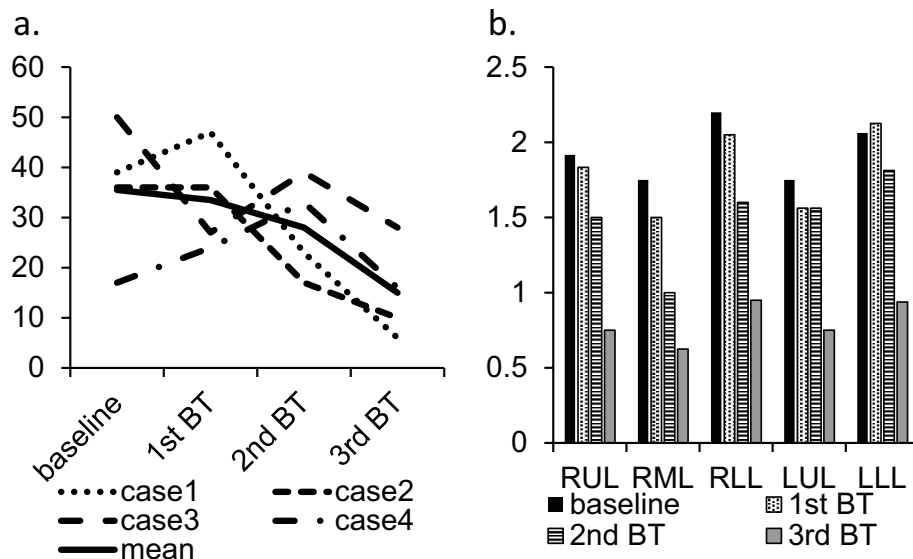 a.
60
50
40
30
20
10
0
baseline
1st BT
2nd BT
3rd BT
case1
case2
case3
case4
mean
b.
2.5
2
1.5
1
0.5
0
RUL RML RLL LUL LLL
baseline
1st BT
2nd BT
3rd BT